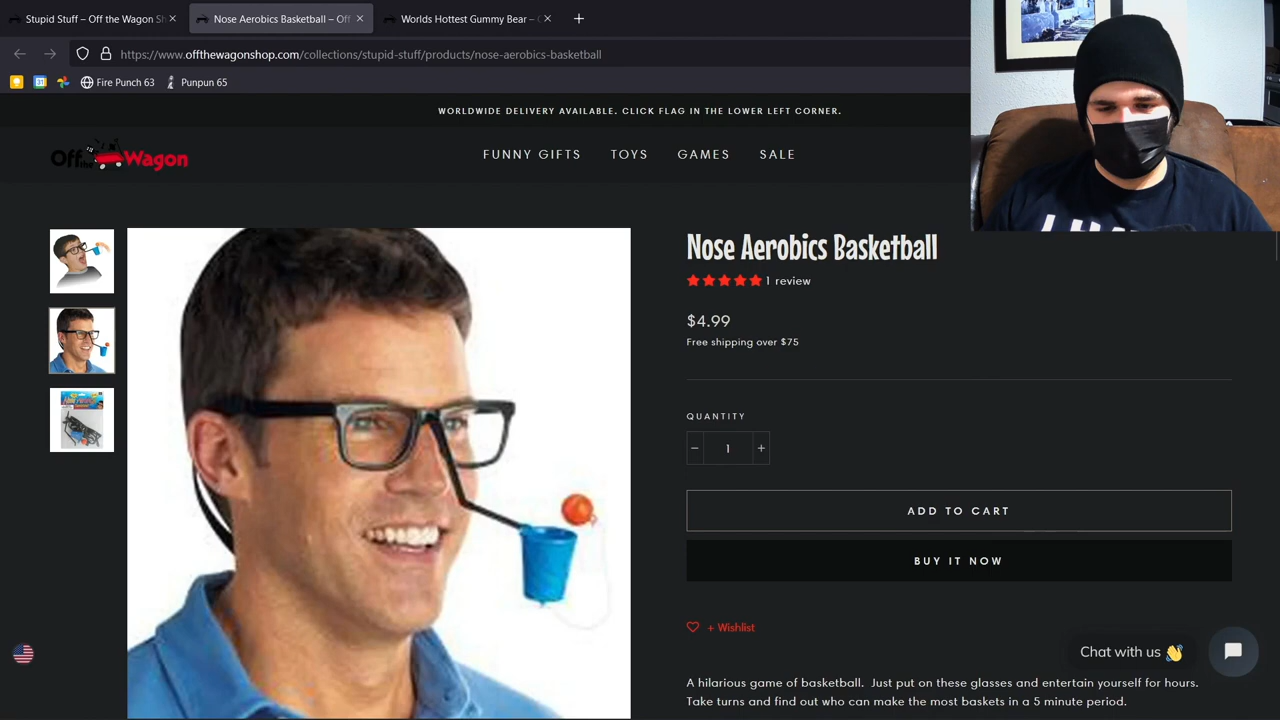 Stupid Stuff – Off the Wagon Sh
Nose Aerobics Basketball – Off
Worlds Hottest Gummy Bear –
https://www.offthewagonshop.com/collections/stupid-stuff/products/nose-aerobics-basketball
Fire Punch 63
Punpun 65
WORLDWIDE DELIVERY AVAILABLE. CLICK FLAG IN THE LOWER LEFT CORNER.
Off the Wagon
FUNNY GIFTS
TOYS
GAMES
SALE
Nose Aerobics Basketball
1 review
$4.99
Free shipping over $75
QUANTITY
− 1 +
ADD TO CART
BUY IT NOW
+ Wishlist
Chat with us 👋
A hilarious game of basketball. Just put on these glasses and entertain yourself for hours.
Take turns and find out who can make the most baskets in a 5 minute period.